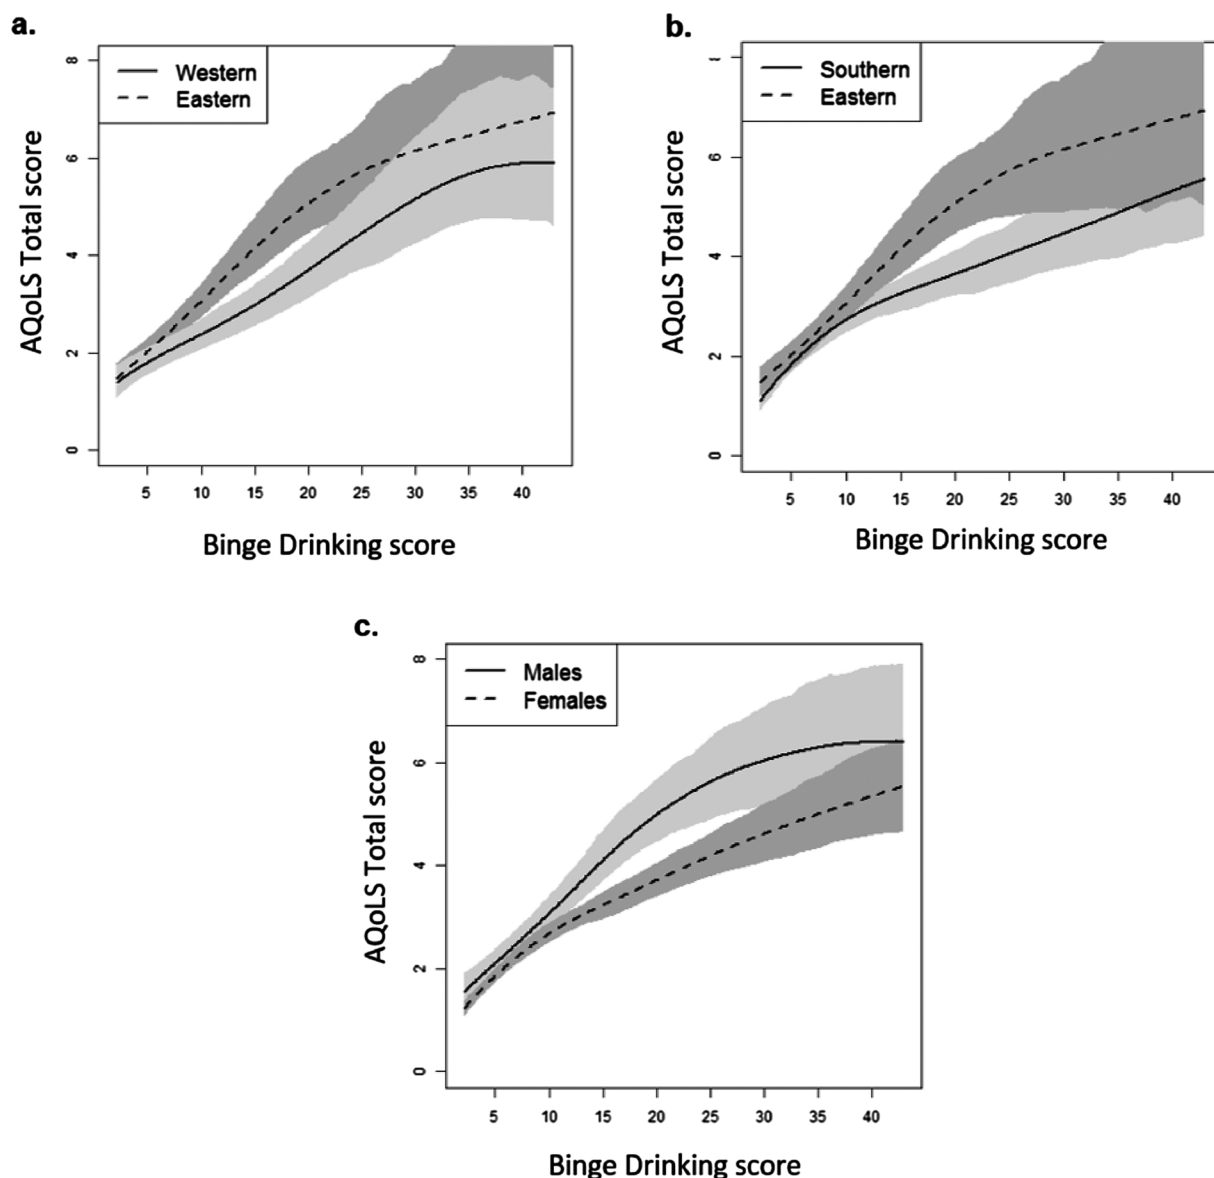 a.
Western
Eastern
AQoLS Total score
8
6
4
2
0
5 10 15 20 25 30 35 40
Binge Drinking score
b.
Southern
Eastern
AQoLS Total score
6
4
2
0
5 10 15 20 25 30 35 40
Binge Drinking score
c.
Males
Females
AQoLS Total score
8
6
4
2
0
5 10 15 20 25 30 35 40
Binge Drinking score